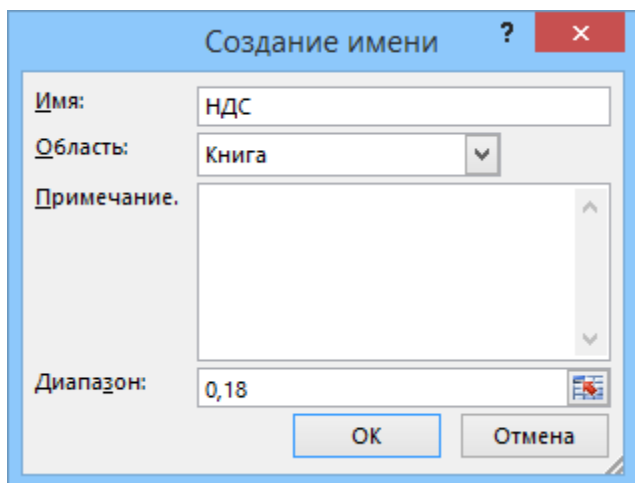 Создание имени ?
Имя: НДС
Область: Книга
Примечание.
Диапазон: 0,18
ОК Отмена